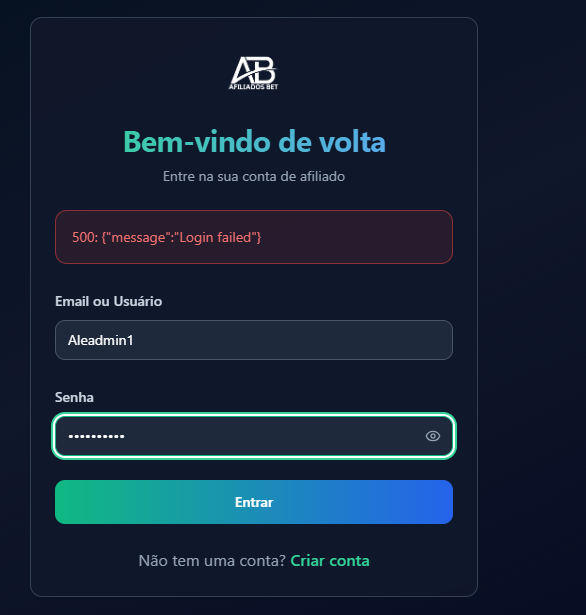 AB
AFILIADOS BET
Bem-vindo de volta
Entre na sua conta de afiliado
500: {"message":"Login failed"}
Email ou Usuário
Aleadmin1
Senha
••••••••••
Entrar
Não tem uma conta? Criar conta